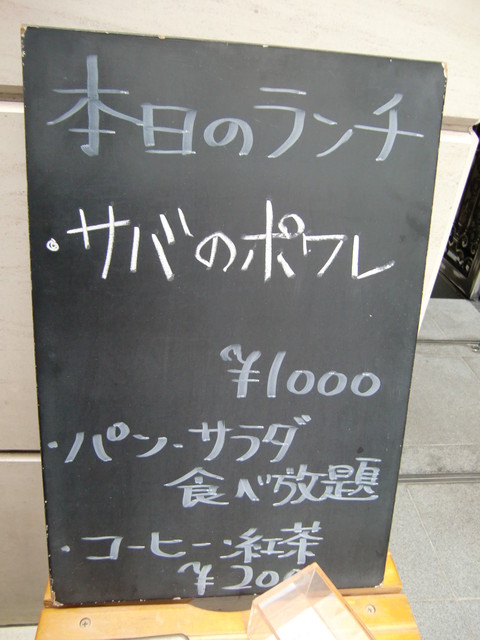 本日のランチ
・サバのポワレ
¥1000
・パン・サラダ
食べ放題
・コーヒー・紅茶
¥200